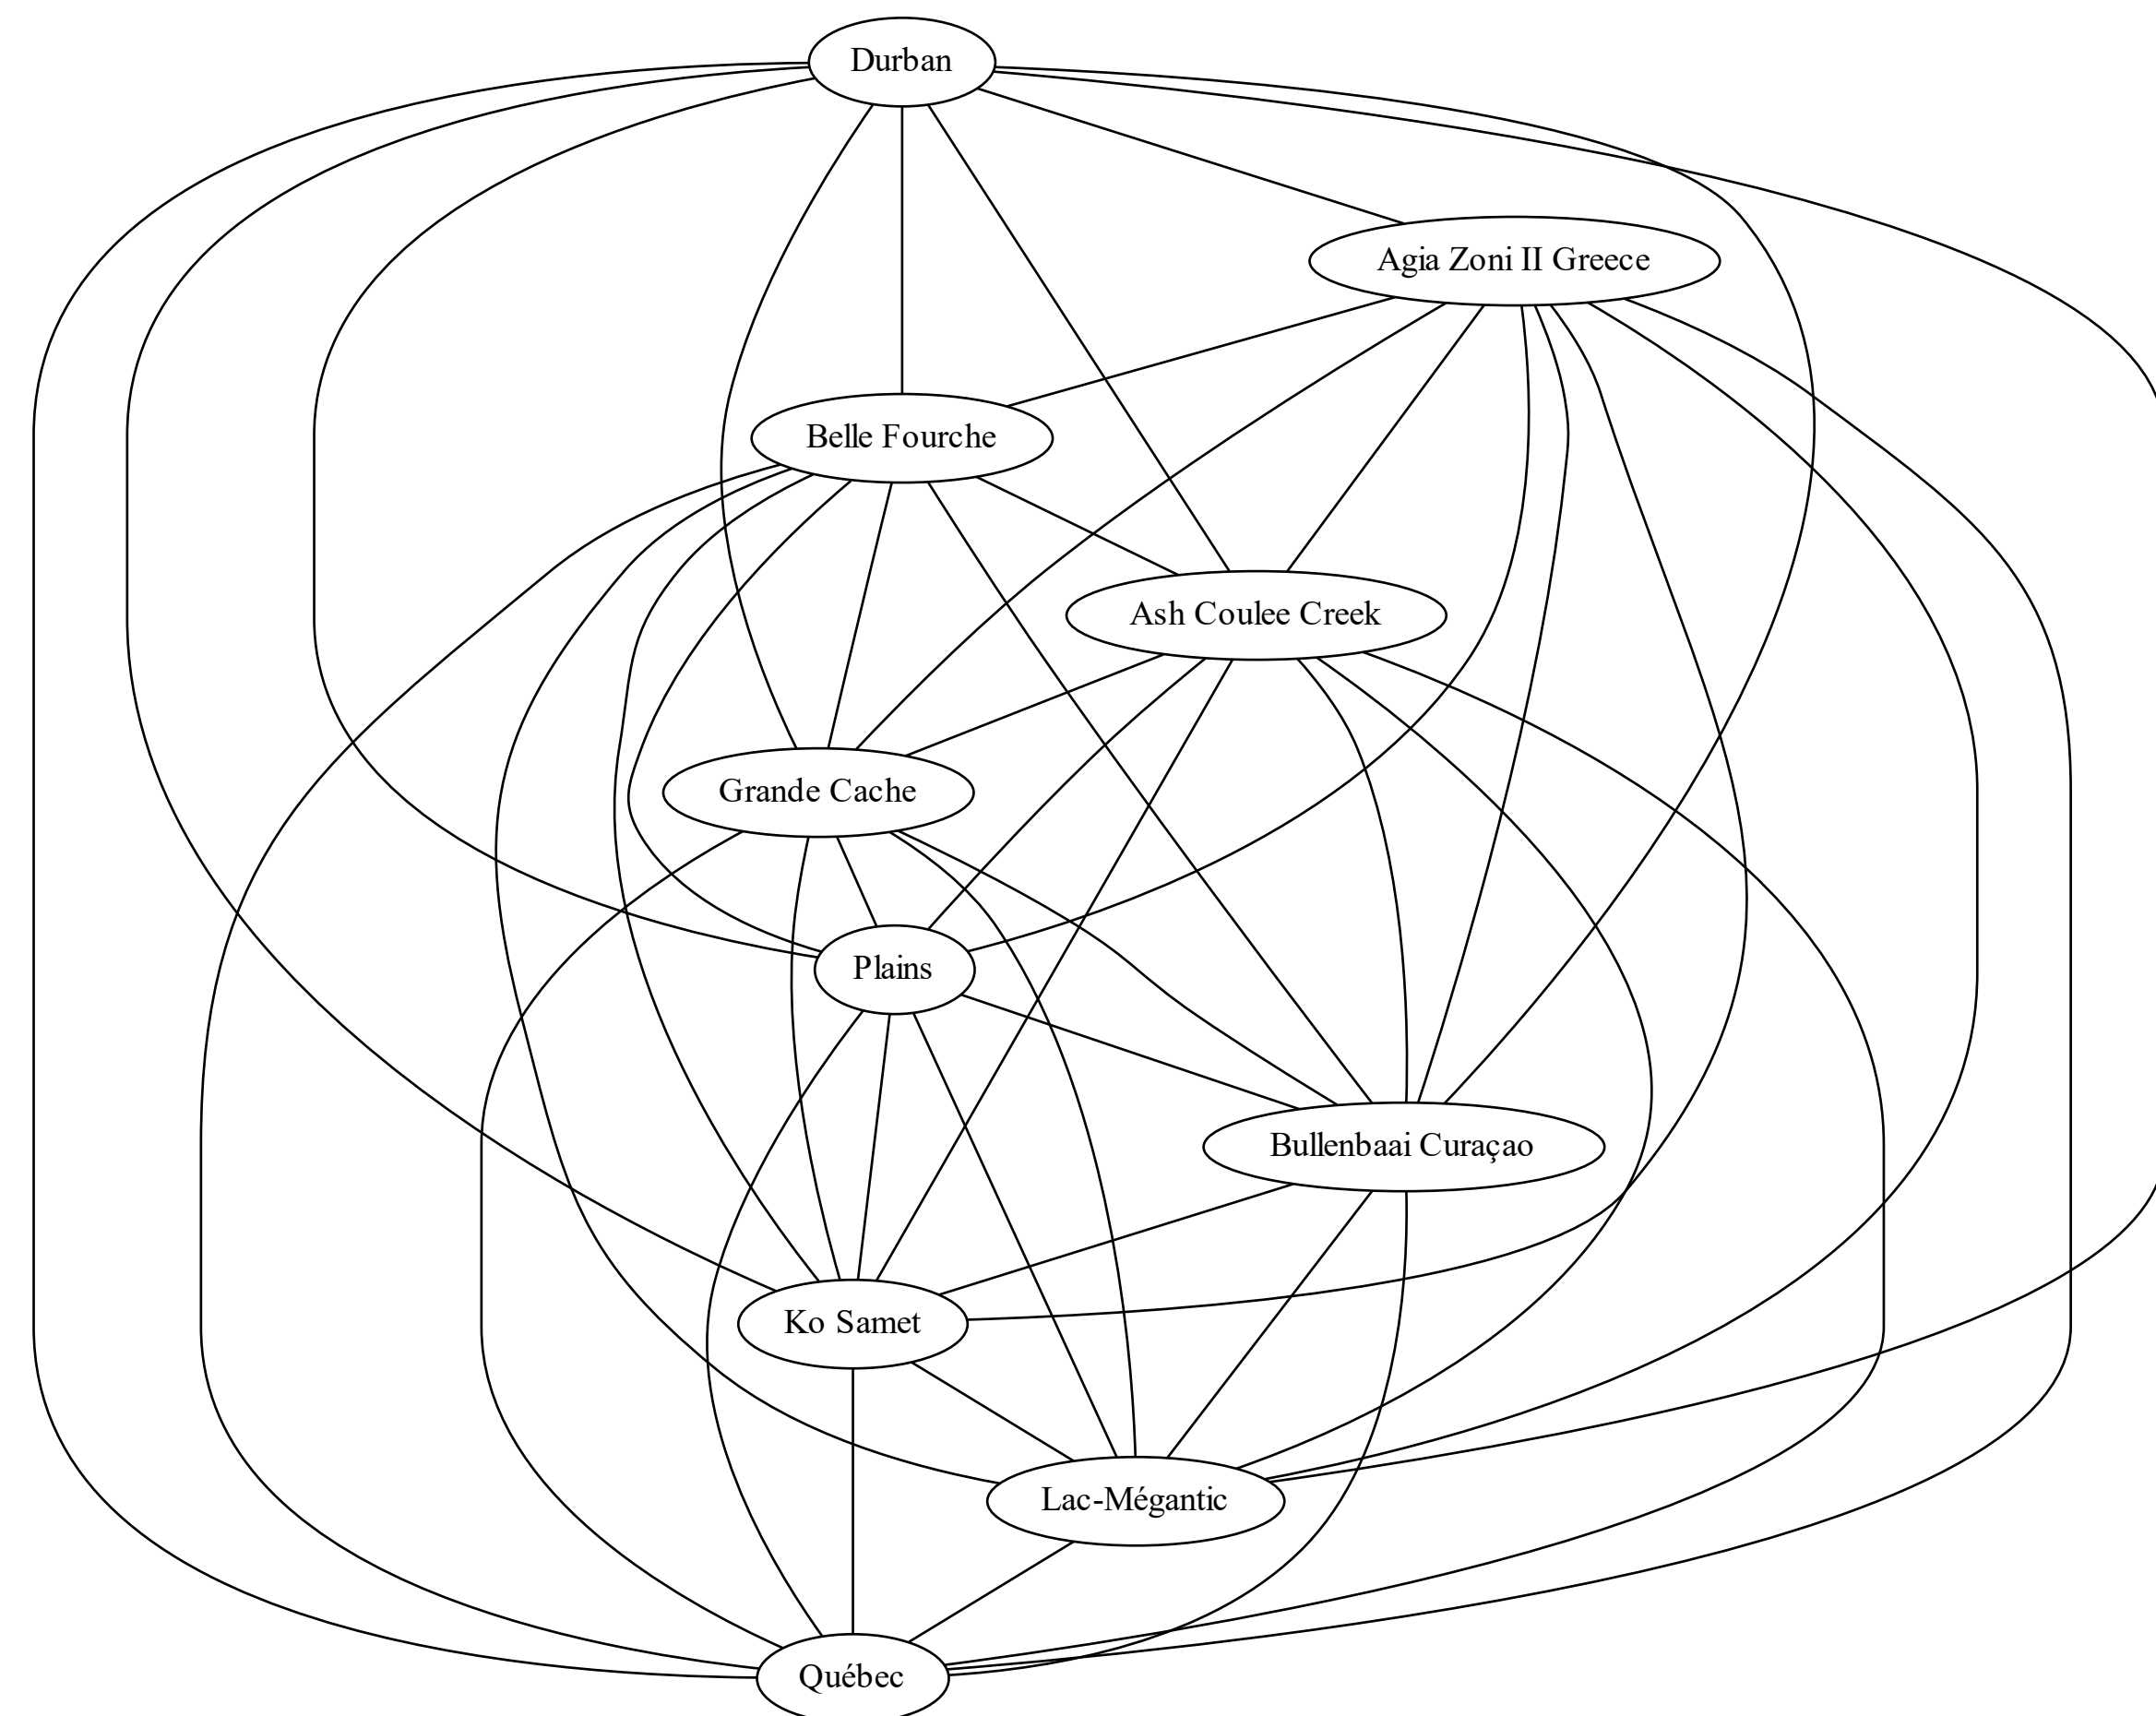 Durban
Agia Zoni II Greece
Belle Fourche
Ash Coulee Creek
Grande Cache
Plains
Bullenbaai Curaçao
Ko Samet
Lac-Mégantic
Québec